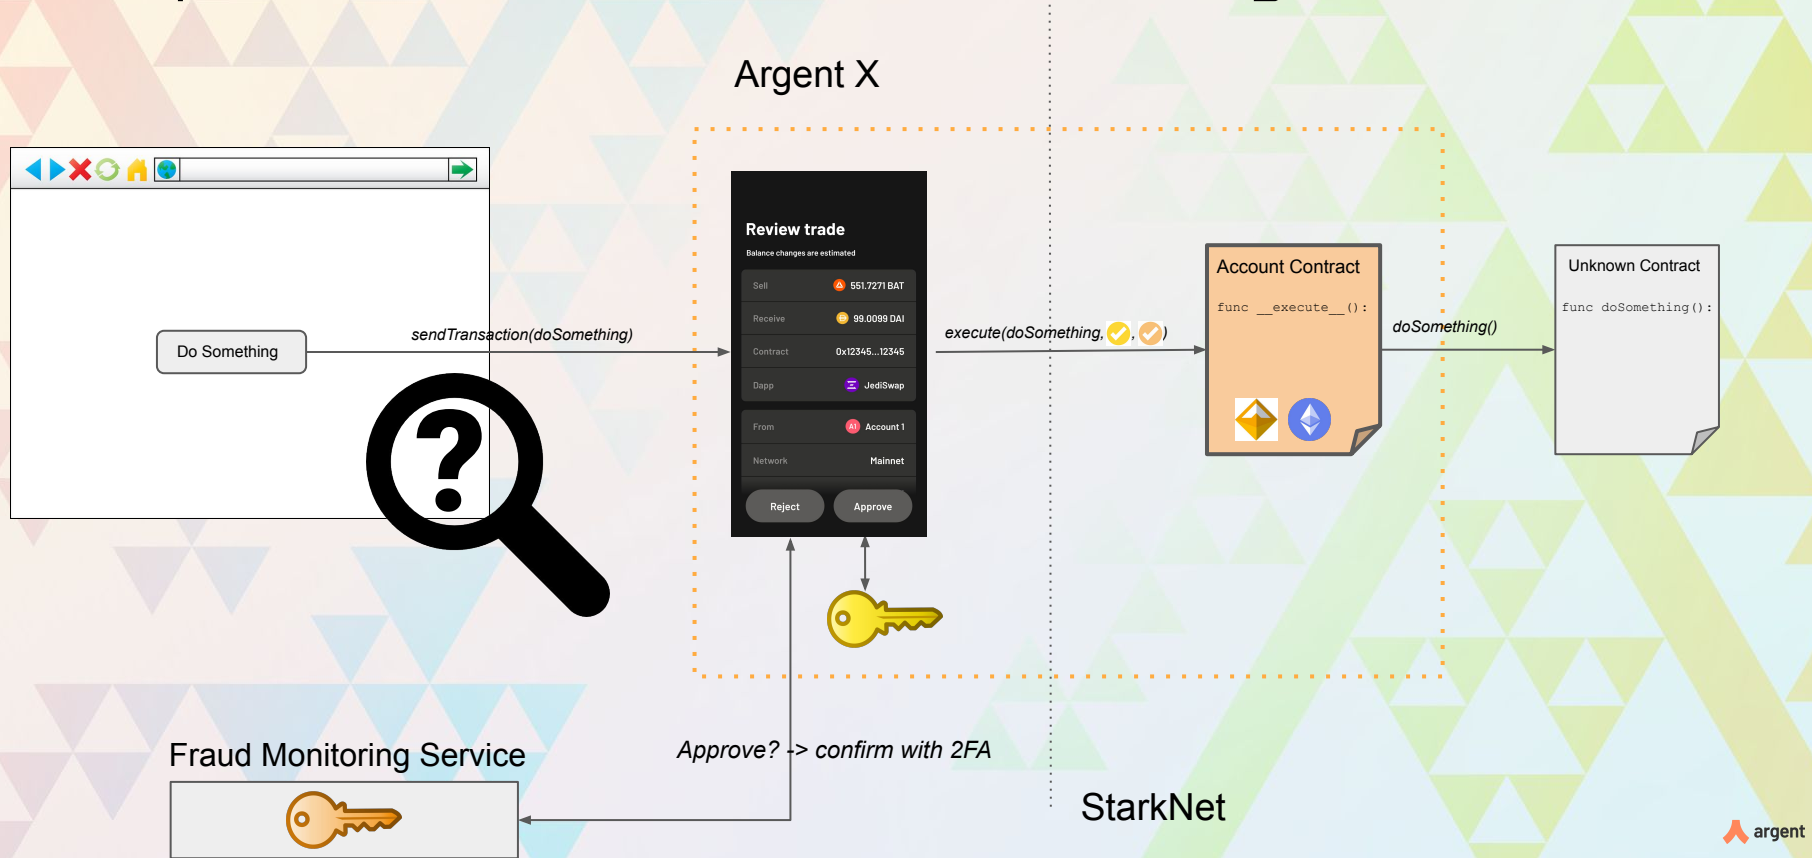 Argent X
Review trade
Balance changes are estimated
Sell 551.7271 BAT
Receive 99.0099 DAI
Contract 0x12345...12345
Dapp JediSwap
From A1 Account 1
Network Mainnet
Reject Approve
Do Something
sendTransaction(doSomething)
execute(doSomething, , )
Account Contract
func __execute__():
doSomething()
Unknown Contract
func doSomething():
Fraud Monitoring Service
Approve? -> confirm with 2FA
StarkNet
argent